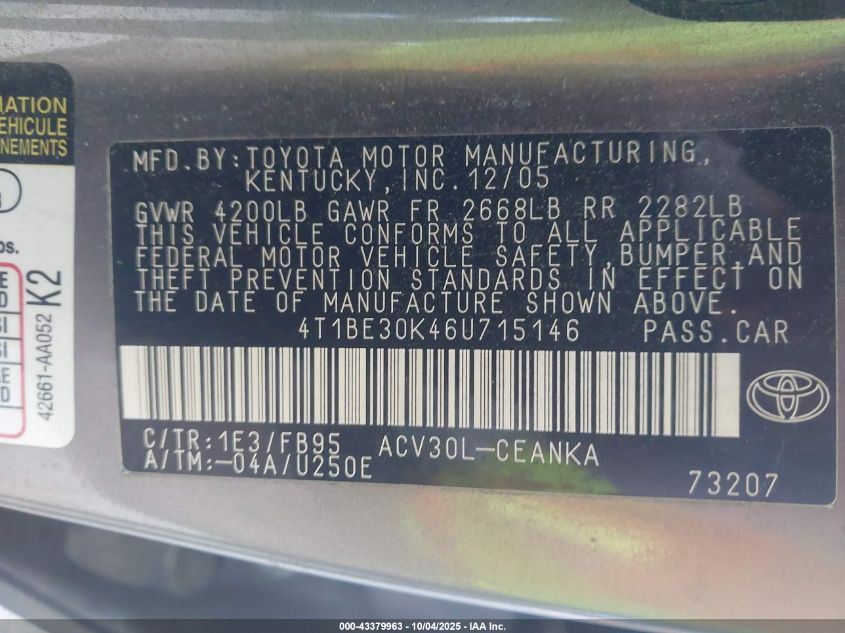 MATION
EHICULE
NEMENTS
K2
42661-AA052
MFD.BY:TOYOTA MOTOR MANUFACTURING,
KENTUCKY,INC.12/05
GVWR 4200LB GAWR FR 2668LB RR 2282LB
THIS VEHICLE CONFORMS TO ALL APPLICABLE
FEDERAL MOTOR VEHICLE SAFETY,BUMPER,AND
THEFT PREVENTION STANDARDS IN EFFECT ON
THE DATE OF MANUFACTURE SHOWN ABOVE.
4T1BE30K46U715146 PASS.CAR
C/TR:1E3/FB95 ACV30L-CEANKA
A/TM:-04A/U250E
73207
000-43379963 - 10/04/2025 - IAA Inc.